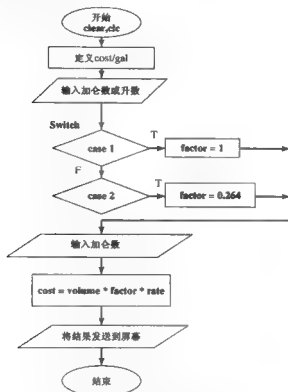 开始
clear,clc
定义cost/gal
输入加仑数或升数
Switch
case 1
T
factor = 1
F
case 2
T
factor = 0.264
输入加仑数
cost = volume * factor * rate
将结果发送到屏幕
结束